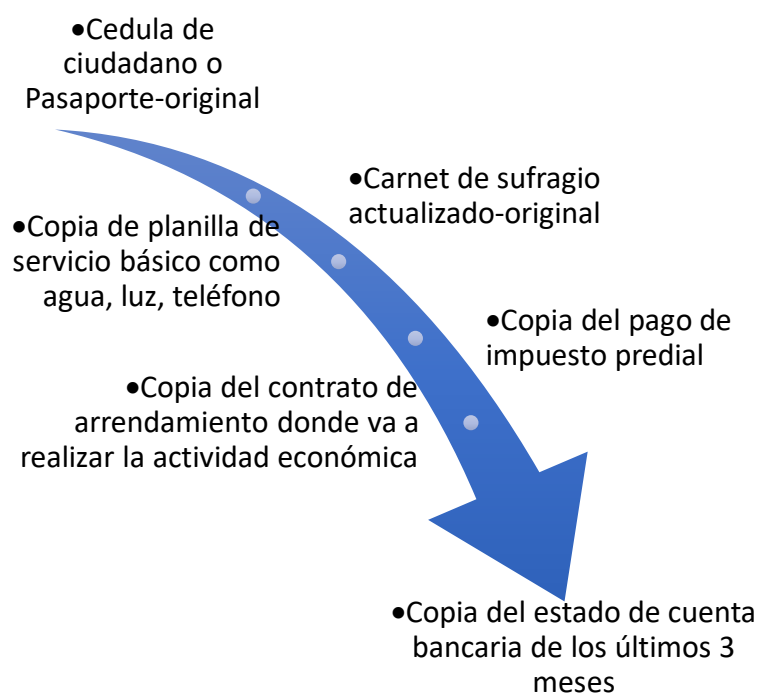 •Cedula de
ciudadano o
Pasaporte-original
•Carnet de sufragio
actualizado-original
•Copia de planilla de
servicio básico como
agua, luz, teléfono
•Copia del pago de
impuesto predial
•Copia del contrato de
arrendamiento donde va a
realizar la actividad económica
•Copia del estado de cuenta
bancaria de los últimos 3
meses